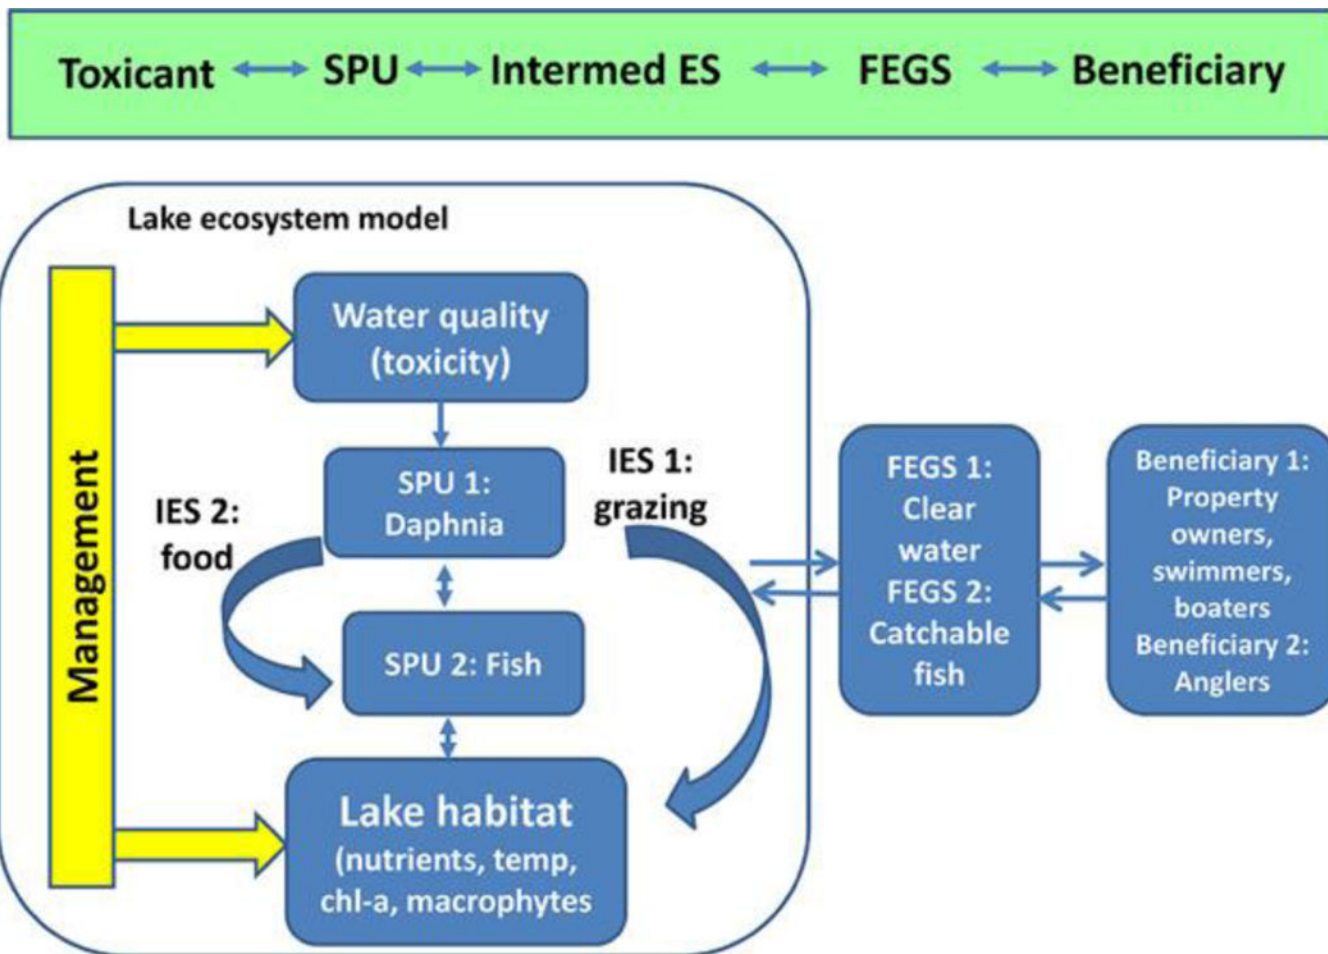 Toxicant SPU Intermed ES FEGS Beneficiary
Lake ecosystem model
Management
Water quality
(toxicity)
IES 2:
food
SPU 1:
Daphnia
IES 1:
grazing
SPU 2: Fish
Lake habitat
(nutrients, temp,
chl-a, macrophytes
FEGS 1:
Clear
water
FEGS 2:
Catchable
fish
Beneficiary 1:
Property
owners,
swimmers,
boaters
Beneficiary 2:
Anglers